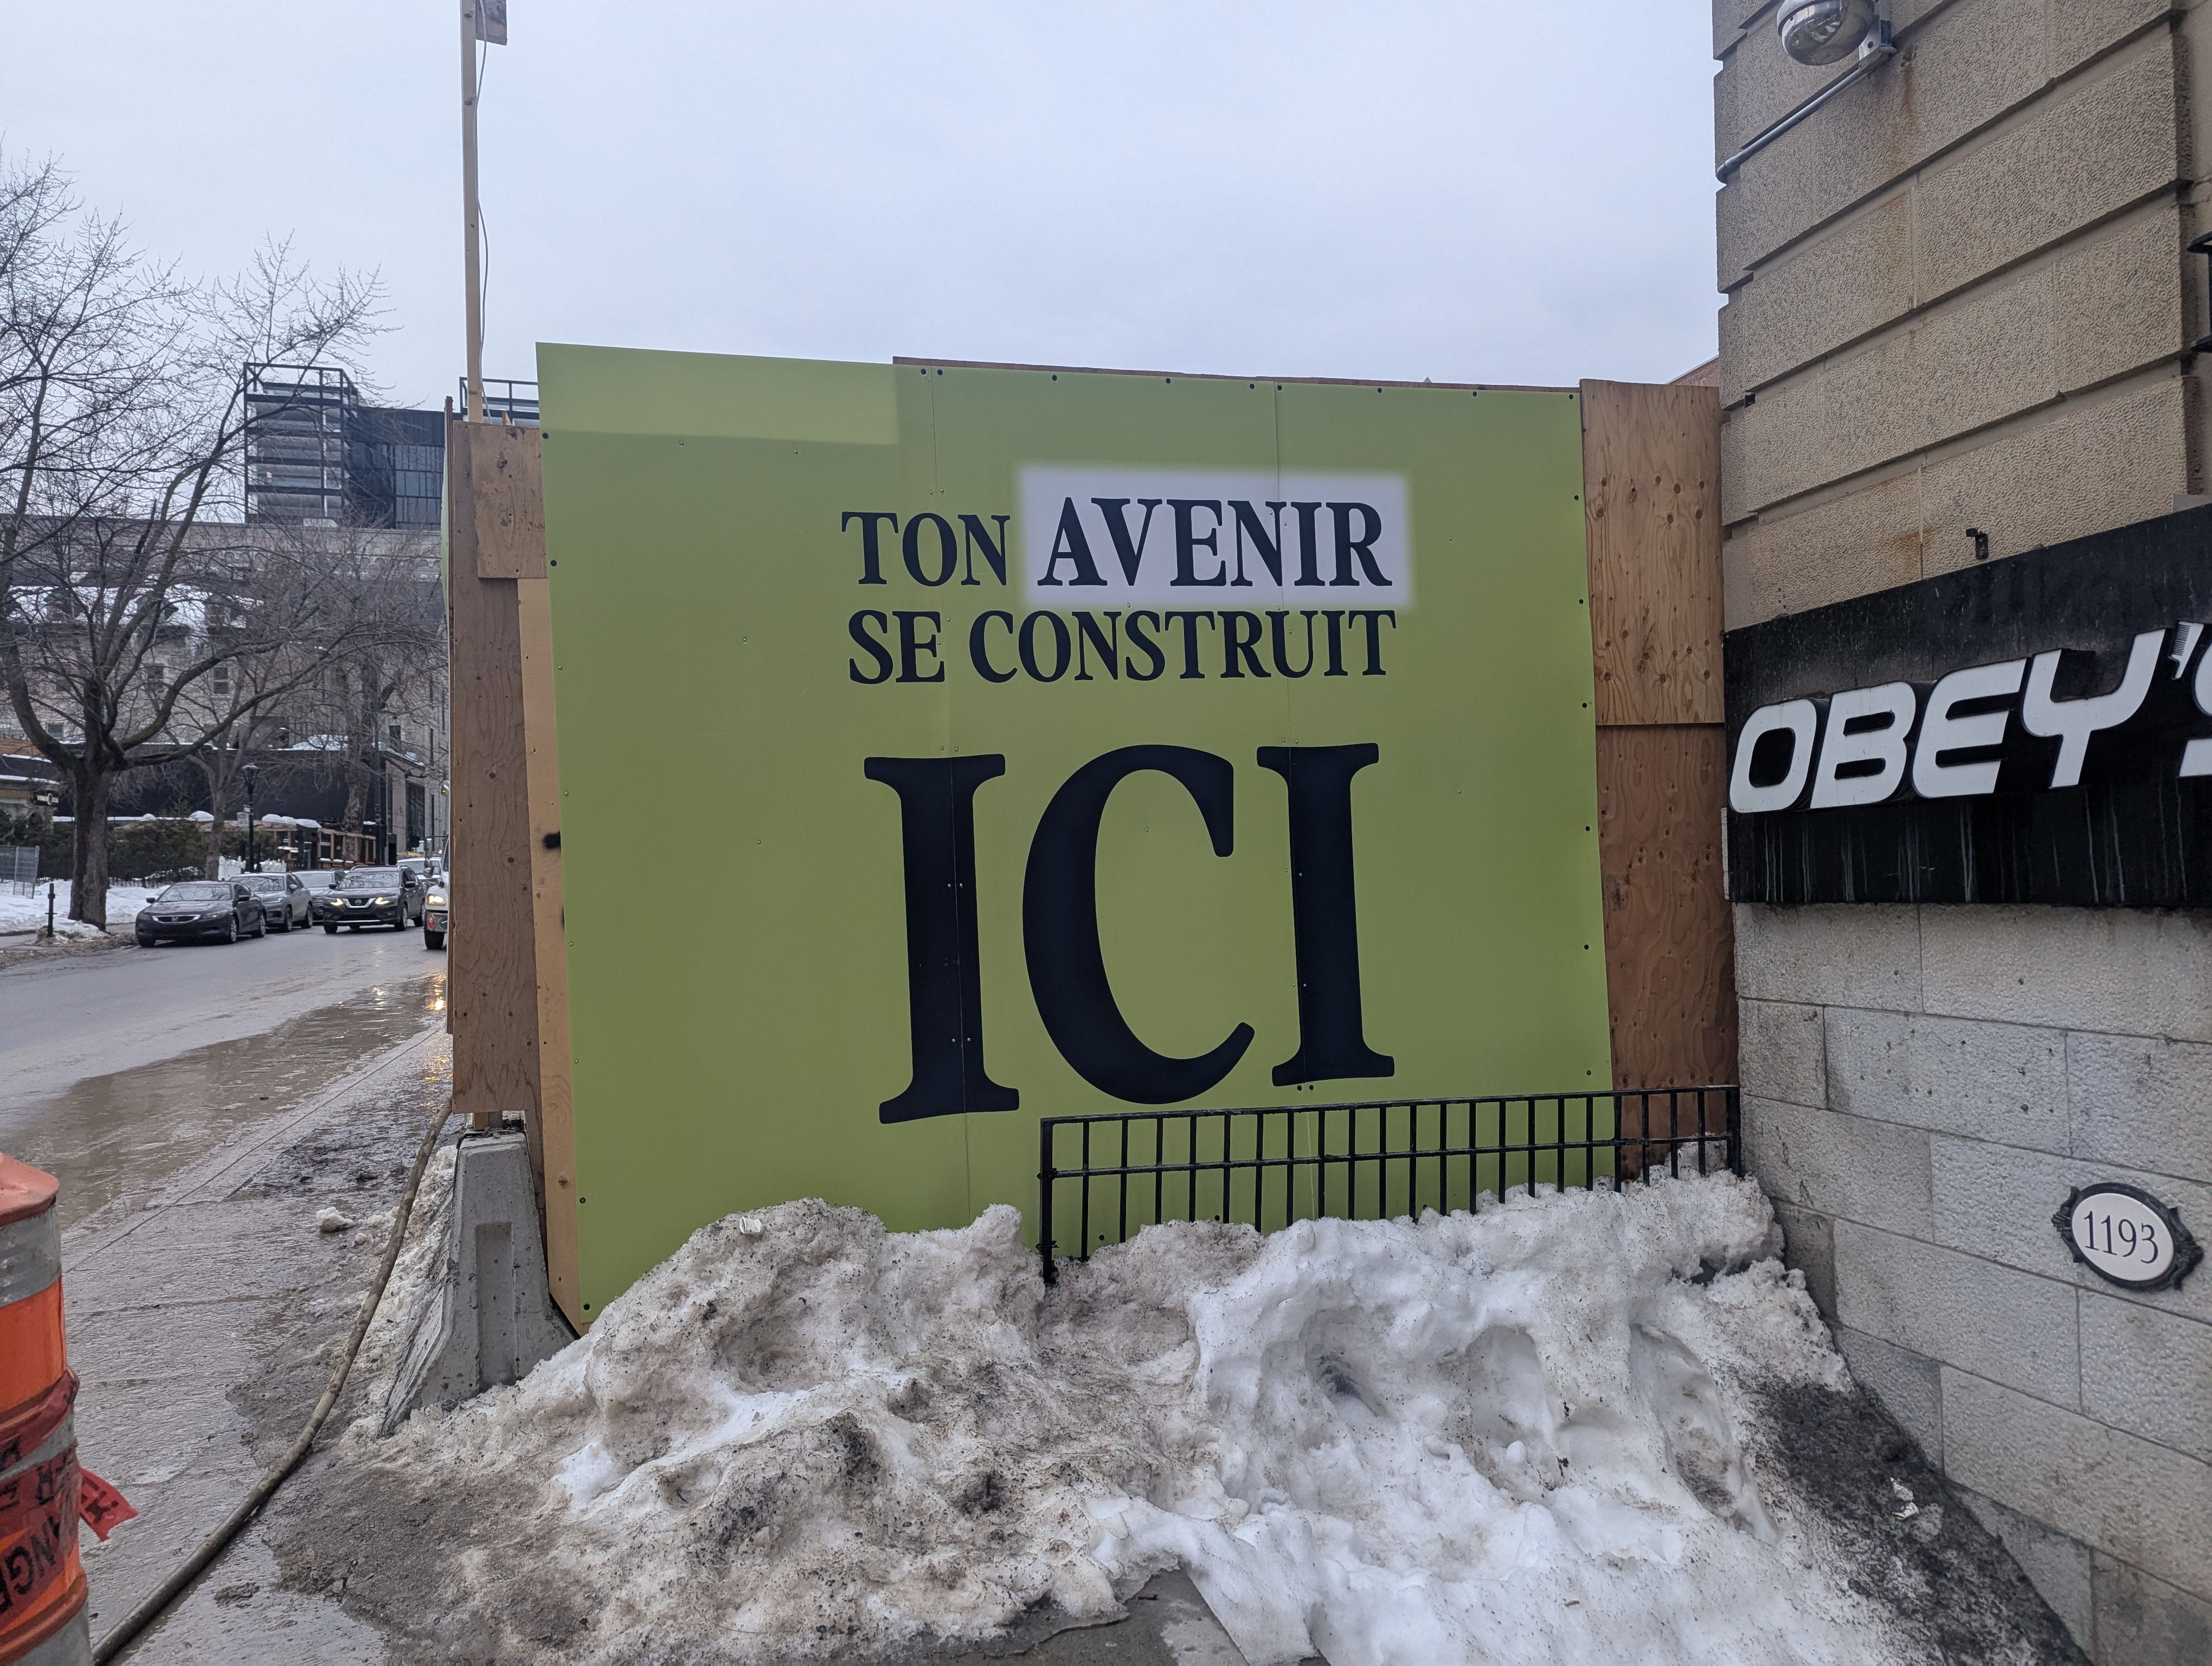 TON AVENIR
SE CONSTRUIT
ICI
OBEY'S
1193